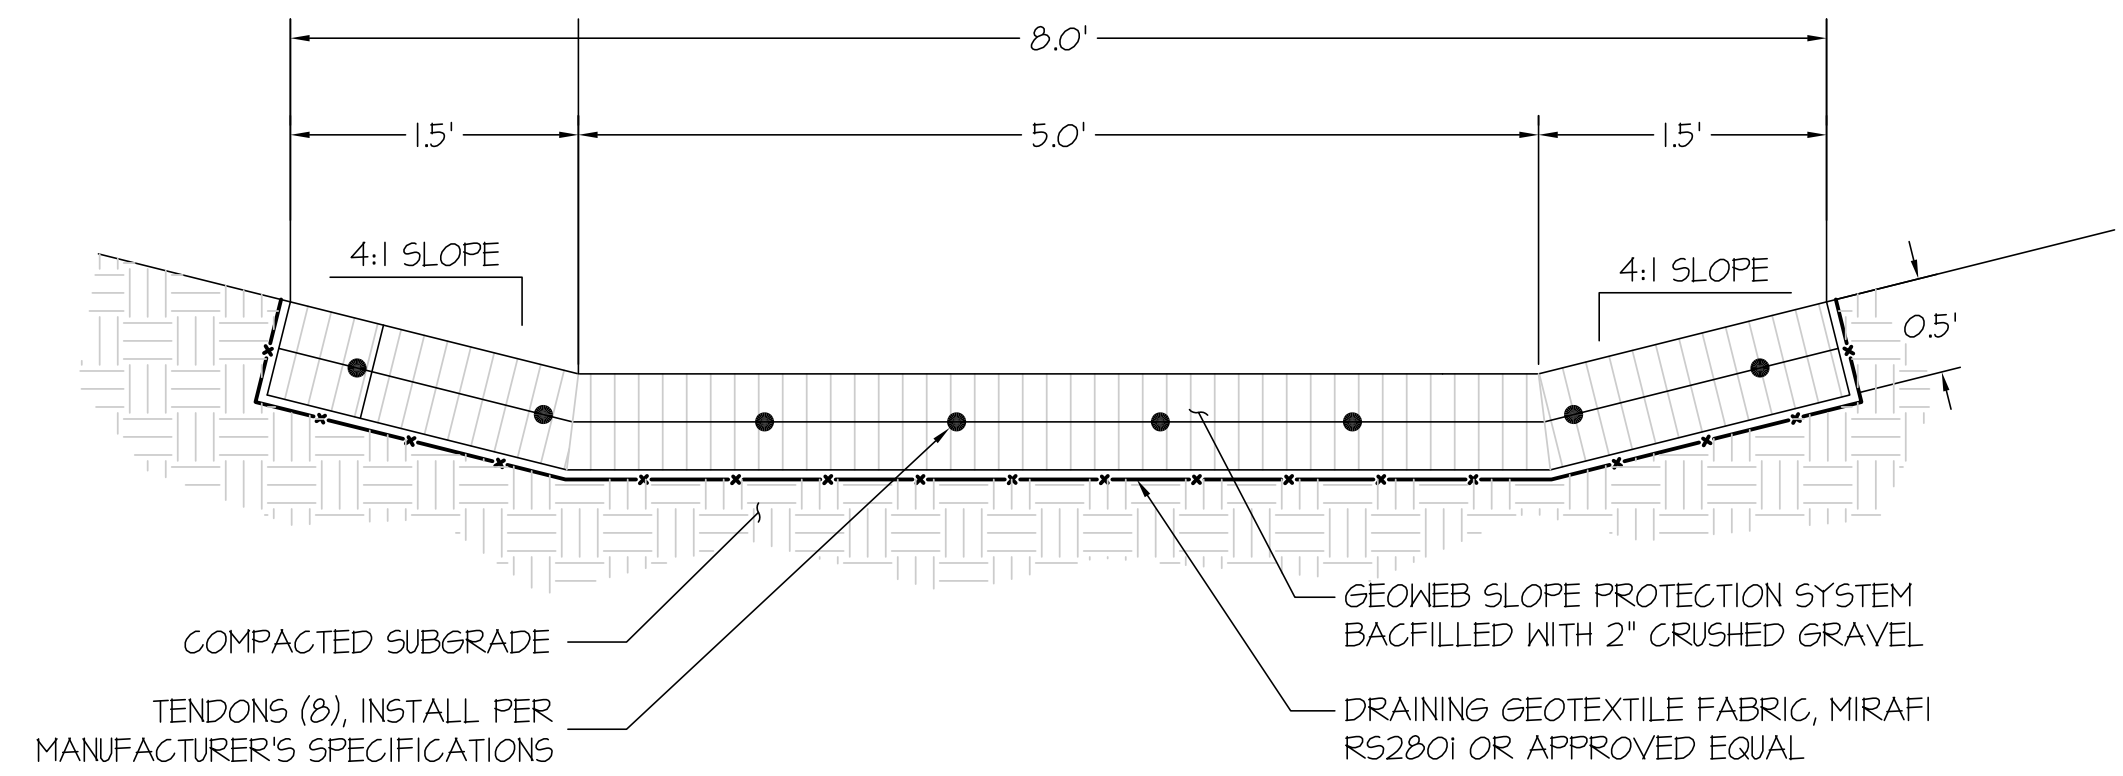 8.0'
1.5'
5.0'
1.5'
4:1 SLOPE
4:1 SLOPE
0.5'
GEOWEB SLOPE PROTECTION SYSTEM
BACFILLED WITH 2" CRUSHED GRAVEL
COMPACTED SUBGRADE
TENDONS (8), INSTALL PER
MANUFACTURER'S SPECIFICATIONS
DRAINING GEOTEXTILE FABRIC, MIRAFI
RS280i OR APPROVED EQUAL